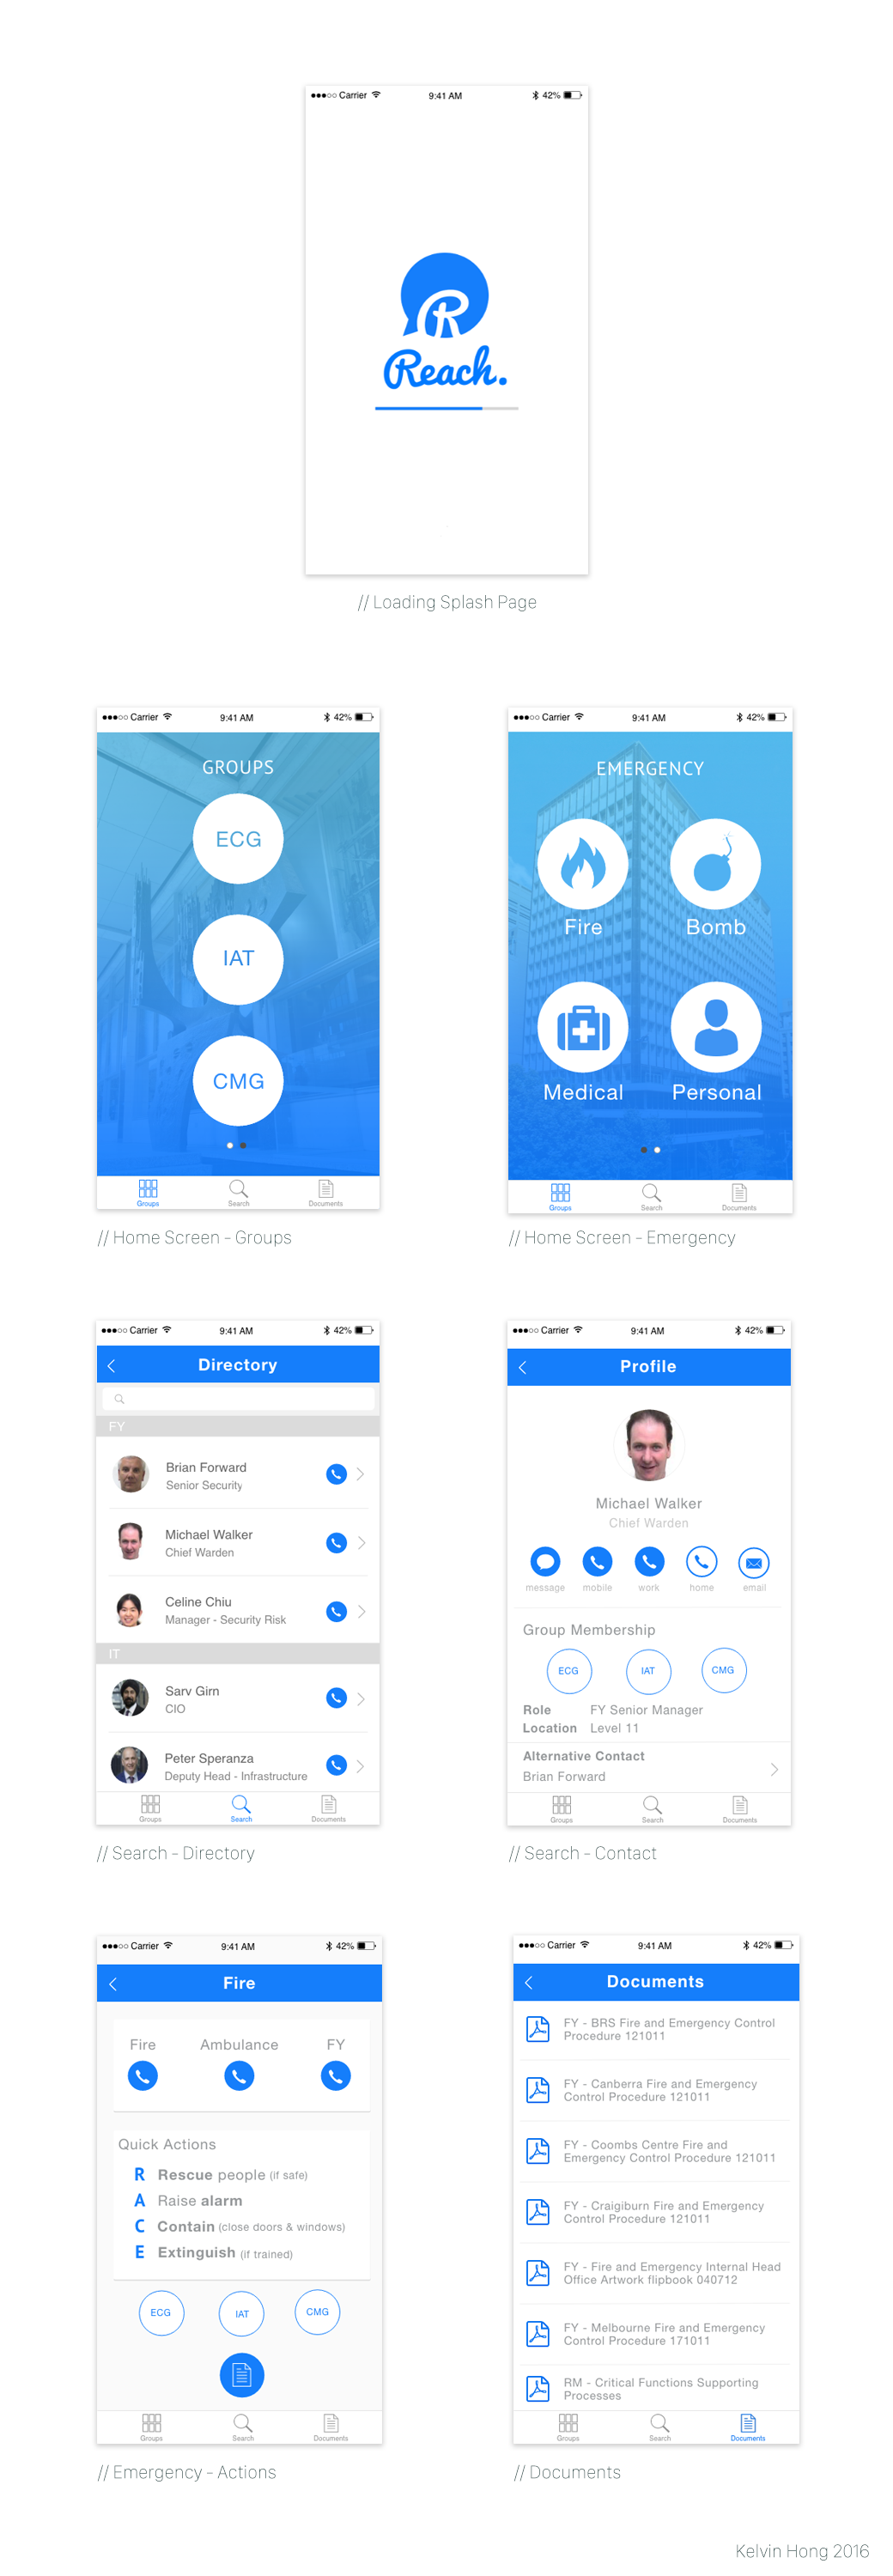 Carrier 9:41 AM 42%
R
Reach.
// Loading Splash Page
Carrier 9:41 AM 42%
GROUPS
ECG
IAT
CMG
Groups Search Documents
// Home Screen - Groups
Carrier 9:41 AM 42%
EMERGENCY
Fire Bomb
Medical Personal
Groups Search Documents
// Home Screen - Emergency
Carrier 9:41 AM 42%
Directory
FY
Brian Forward
Senior Security
Michael Walker
Chief Warden
Celine Chiu
Manager - Security Risk
IT
Sarv Girn
CIO
Peter Speranza
Deputy Head - Infrastructure
Groups Search Documents
// Search - Directory
Carrier 9:41 AM 42%
Profile
Michael Walker
Chief Warden
message mobile work home email
Group Membership
ECG IAT CMG
Role FY Senior Manager
Location Level 11
Alternative Contact
Brian Forward
Groups Search Documents
// Search - Contact
Carrier 9:41 AM 42%
Fire
Fire Ambulance FY
Quick Actions
R Rescue people (if safe)
A Raise alarm
C Contain (close doors & windows)
E Extinguish (if trained)
ECG IAT CMG
Groups Search Documents
// Emergency - Actions
Carrier 9:41 AM 42%
Documents
FY - BRS Fire and Emergency Control
Procedure 121011
FY - Canberra Fire and Emergency
Control Procedure 121011
FY - Coombs Centre Fire and
Emergency Control Procedure 121011
FY - Craigiburn Fire and Emergency
Control Procedure 121011
FY - Fire and Emergency Internal Head
Office Artwork flipbook 040712
FY - Melbourne Fire and Emergency
Control Procedure 171011
RM - Critical Functions Supporting
Processes
Groups Search Documents
// Documents
Kelvin Hong 2016